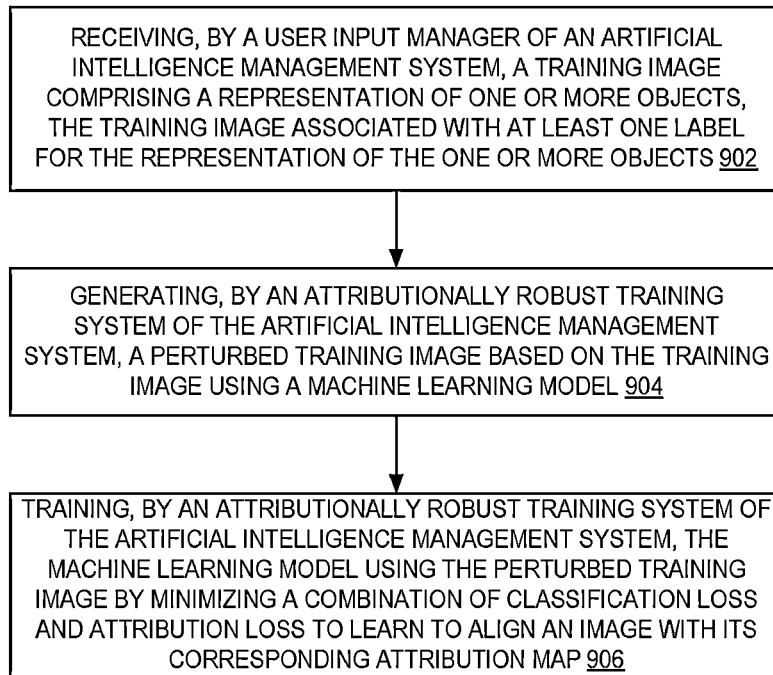 RECEIVING, BY A USER INPUT MANAGER OF AN ARTIFICIAL
INTELLIGENCE MANAGEMENT SYSTEM, A TRAINING IMAGE
COMPRISING A REPRESENTATION OF ONE OR MORE OBJECTS,
THE TRAINING IMAGE ASSOCIATED WITH AT LEAST ONE LABEL
FOR THE REPRESENTATION OF THE ONE OR MORE OBJECTS 902
GENERATING, BY AN ATTRIBUTIONALLY ROBUST TRAINING
SYSTEM OF THE ARTIFICIAL INTELLIGENCE MANAGEMENT
SYSTEM, A PERTURBED TRAINING IMAGE BASED ON THE TRAINING
IMAGE USING A MACHINE LEARNING MODEL 904
TRAINING, BY AN ATTRIBUTIONALLY ROBUST TRAINING SYSTEM OF
THE ARTIFICIAL INTELLIGENCE MANAGEMENT SYSTEM, THE
MACHINE LEARNING MODEL USING THE PERTURBED TRAINING
IMAGE BY MINIMIZING A COMBINATION OF CLASSIFICATION LOSS
AND ATTRIBUTION LOSS TO LEARN TO ALIGN AN IMAGE WITH ITS
CORRESPONDING ATTRIBUTION MAP 906